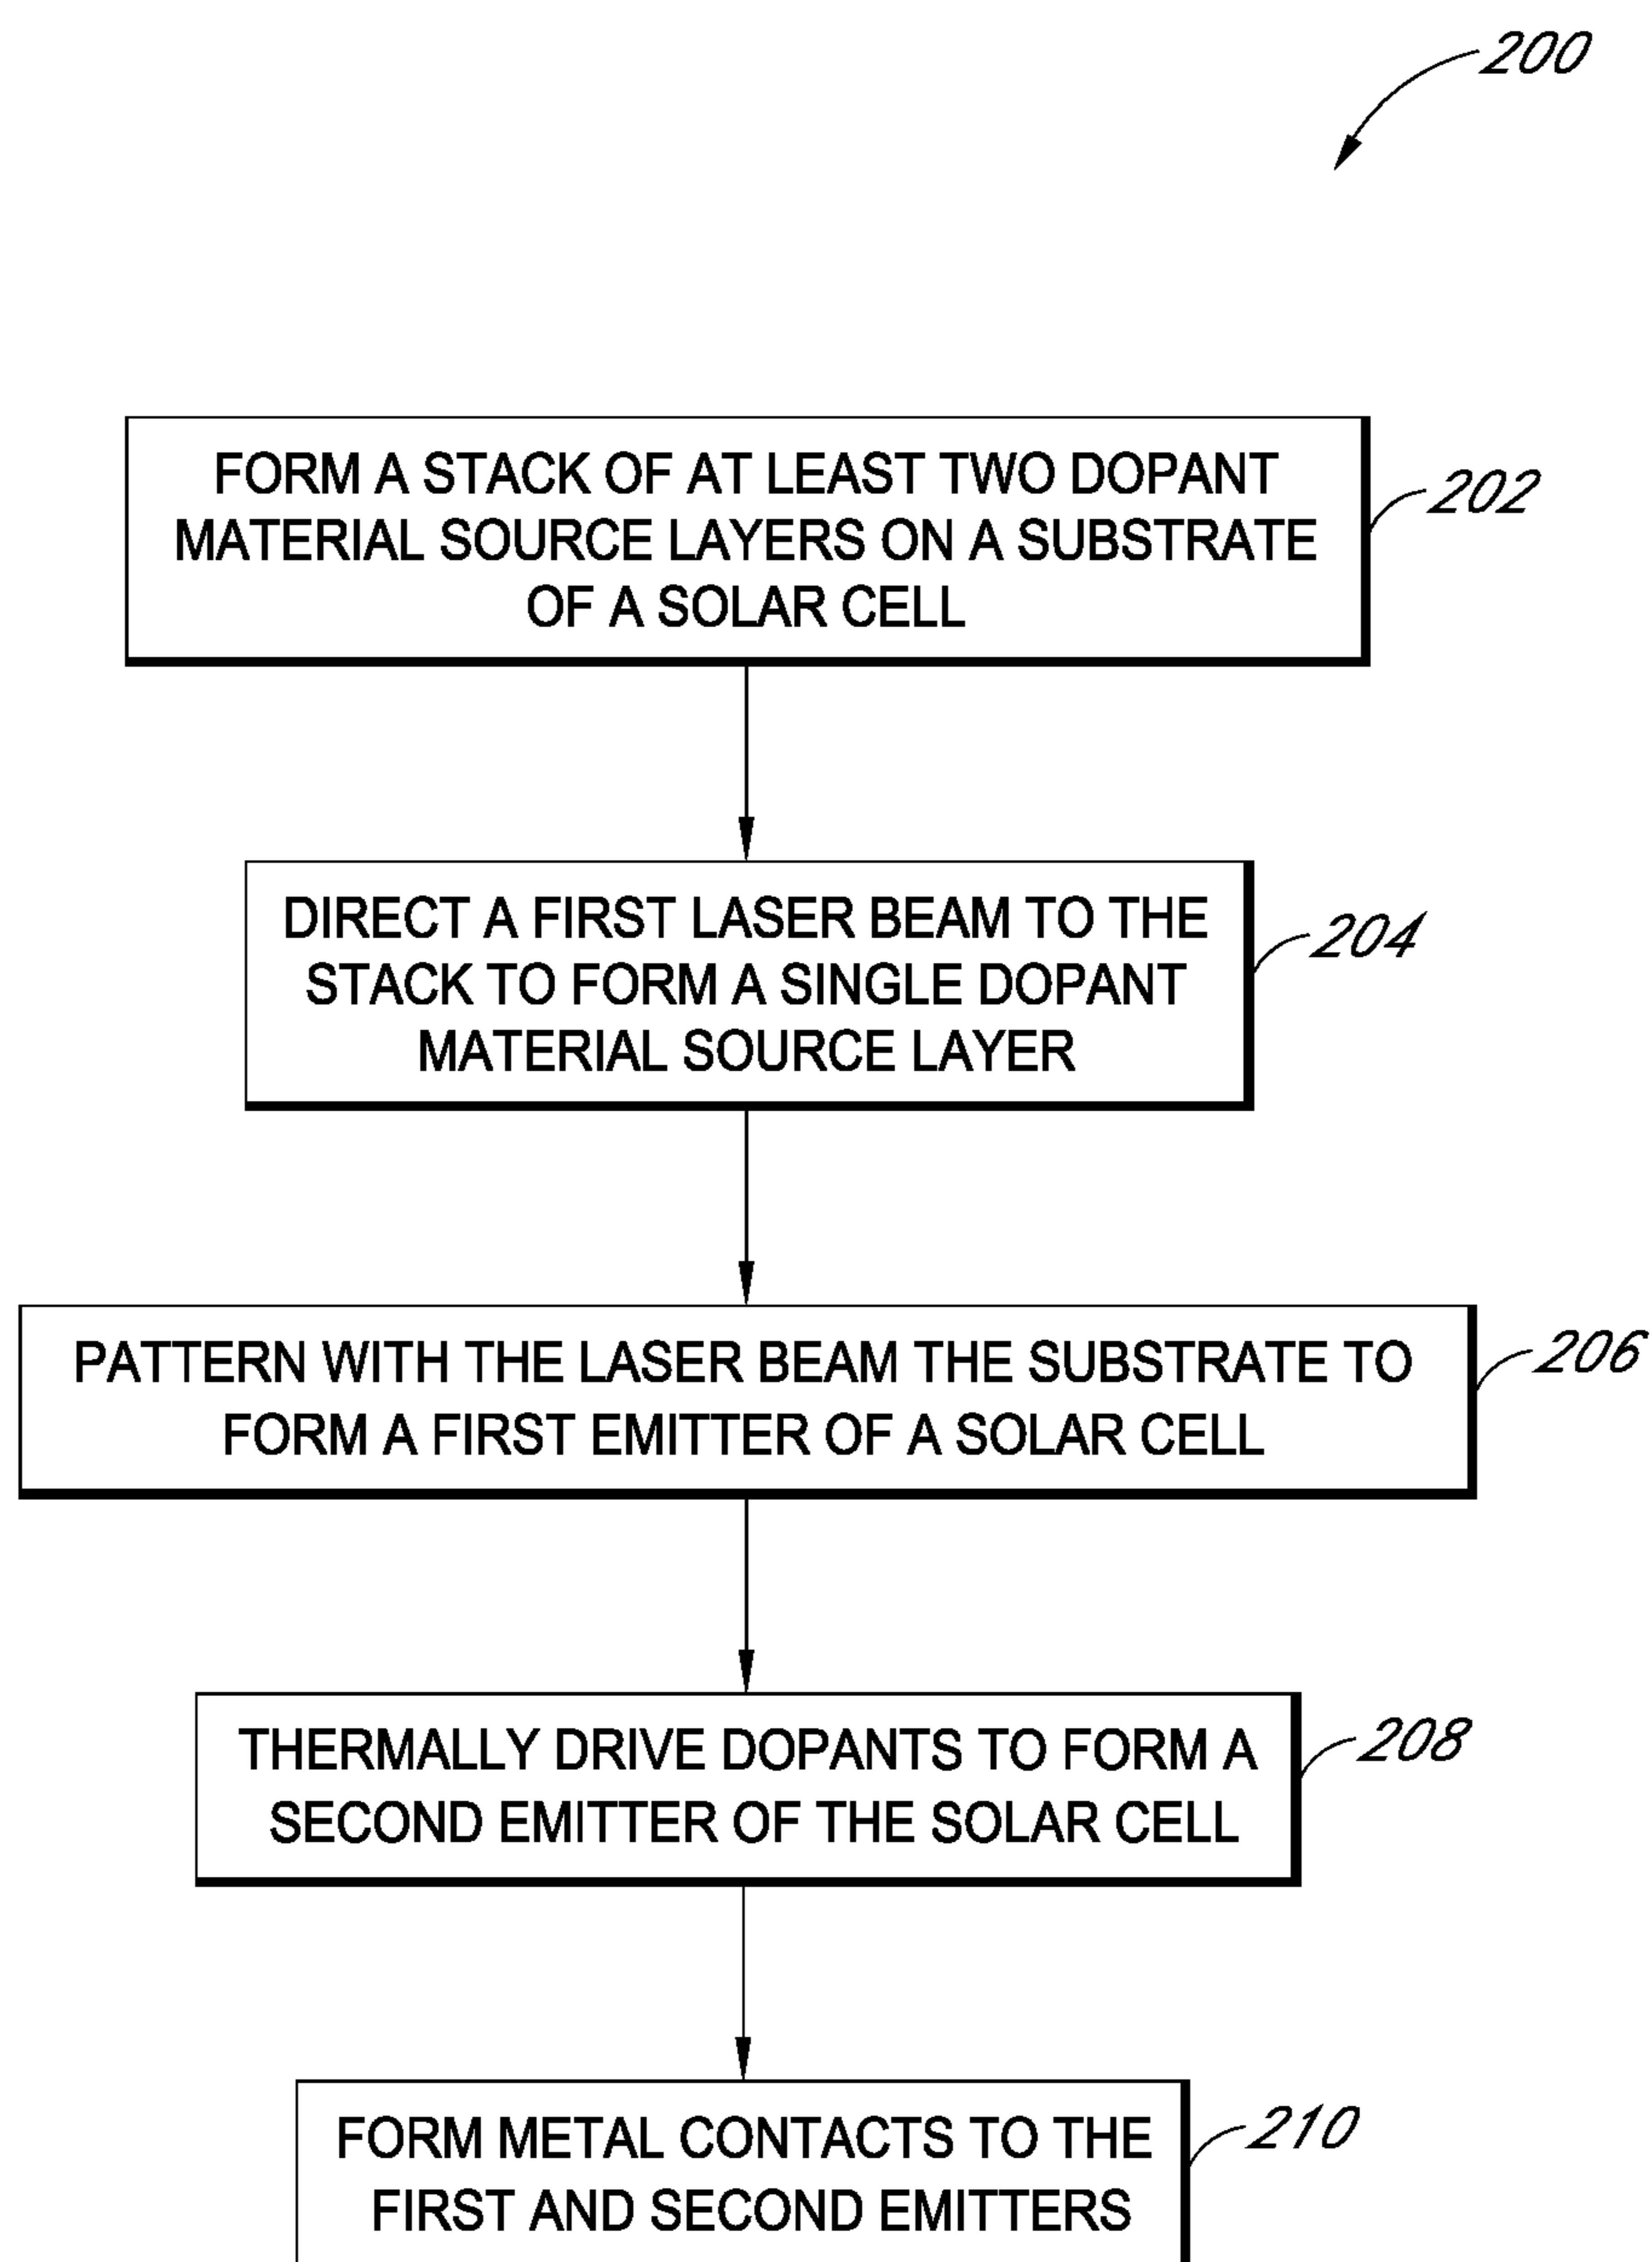 200
FORM A STACK OF AT LEAST TWO DOPANT
MATERIAL SOURCE LAYERS ON A SUBSTRATE
OF A SOLAR CELL
202
DIRECT A FIRST LASER BEAM TO THE
STACK TO FORM A SINGLE DOPANT
MATERIAL SOURCE LAYER
204
PATTERN WITH THE LASER BEAM THE SUBSTRATE TO
FORM A FIRST EMITTER OF A SOLAR CELL
206
THERMALLY DRIVE DOPANTS TO FORM A
SECOND EMITTER OF THE SOLAR CELL
208
FORM METAL CONTACTS TO THE
FIRST AND SECOND EMITTERS
210